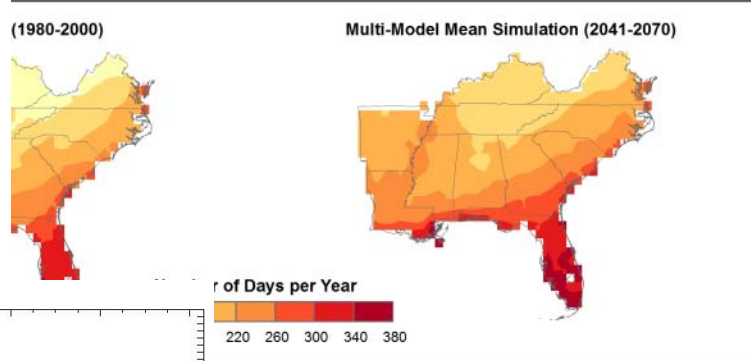 (1980-2000)
Multi-Model Mean Simulation (2041-2070)
r of Days per Year
220 260 300 340 380